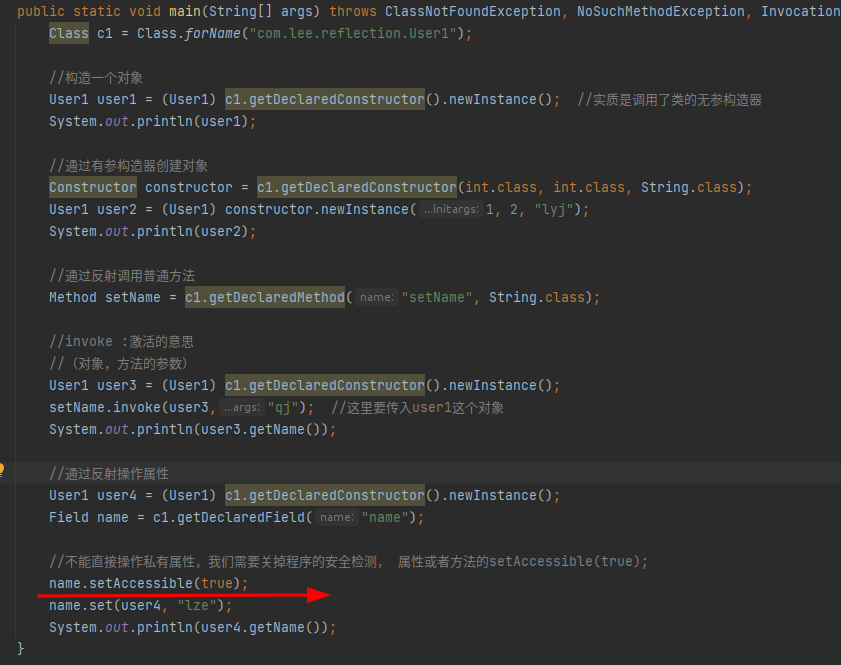 public static void main(String[] args) throws ClassNotFoundException, NoSuchMethodException, Invocation
Class c1 = Class.forName("com.lee.reflection.User1");
//构造一个对象
User1 user1 = (User1) c1.getDeclaredConstructor().newInstance();  //实质是调用了类的无参构造器
System.out.println(user1);
//通过有参构造器创建对象
Constructor constructor = c1.getDeclaredConstructor(int.class, int.class, String.class);
User1 user2 = (User1) constructor.newInstance( ...initargs: 1, 2, "lyj");
System.out.println(user2);
//通过反射调用普通方法
Method setName = c1.getDeclaredMethod( name: "setName", String.class);
//invoke :激活的意思
//（对象，方法的参数）
User1 user3 = (User1) c1.getDeclaredConstructor().newInstance();
setName.invoke(user3, ...args: "qj");  //这里要传入user1这个对象
System.out.println(user3.getName());
//通过反射操作属性
User1 user4 = (User1) c1.getDeclaredConstructor().newInstance();
Field name = c1.getDeclaredField( name: "name");
//不能直接操作私有属性，我们需要关掉程序的安全检测， 属性或者方法的setAccessible(true);
name.setAccessible(true);
name.set(user4, "lze");
System.out.println(user4.getName());
}